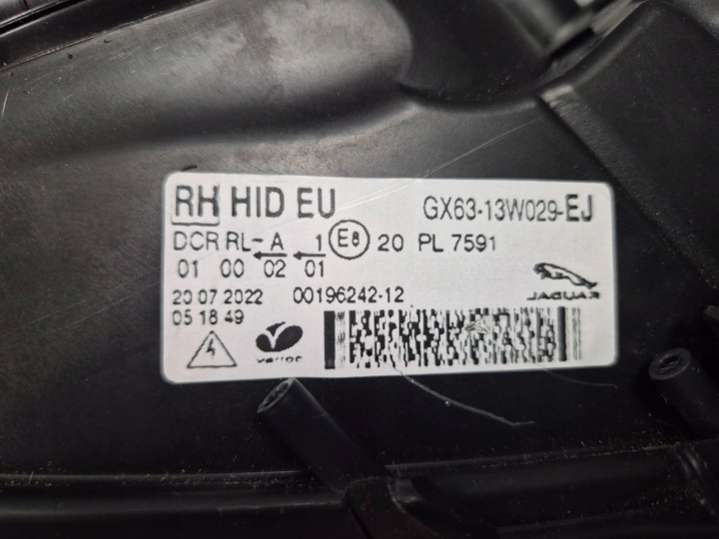 RH HID EU GX63-13W029-EJ
DCR RL-A 1 E8 20 PL 7591
01 00 02 01
20 07 2022 00196242-12
05 18 49
JAGUAR
varroc